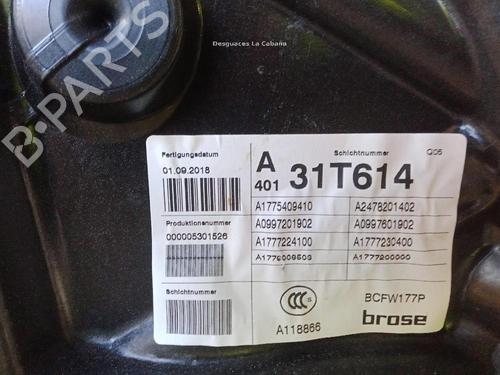 Desguaces La Cabaña
B-PARTS
Fertigungsdatum
01.09.2018
Produktionsnummer
000005301526
Schichtnummer
A
401
Schichtnummer
Q05
31T614
A1775409410 A2478201402
A0997201902 A0997601902
A1777224100 A1777230400
CCC
S
A118866
BCFW177P
brose